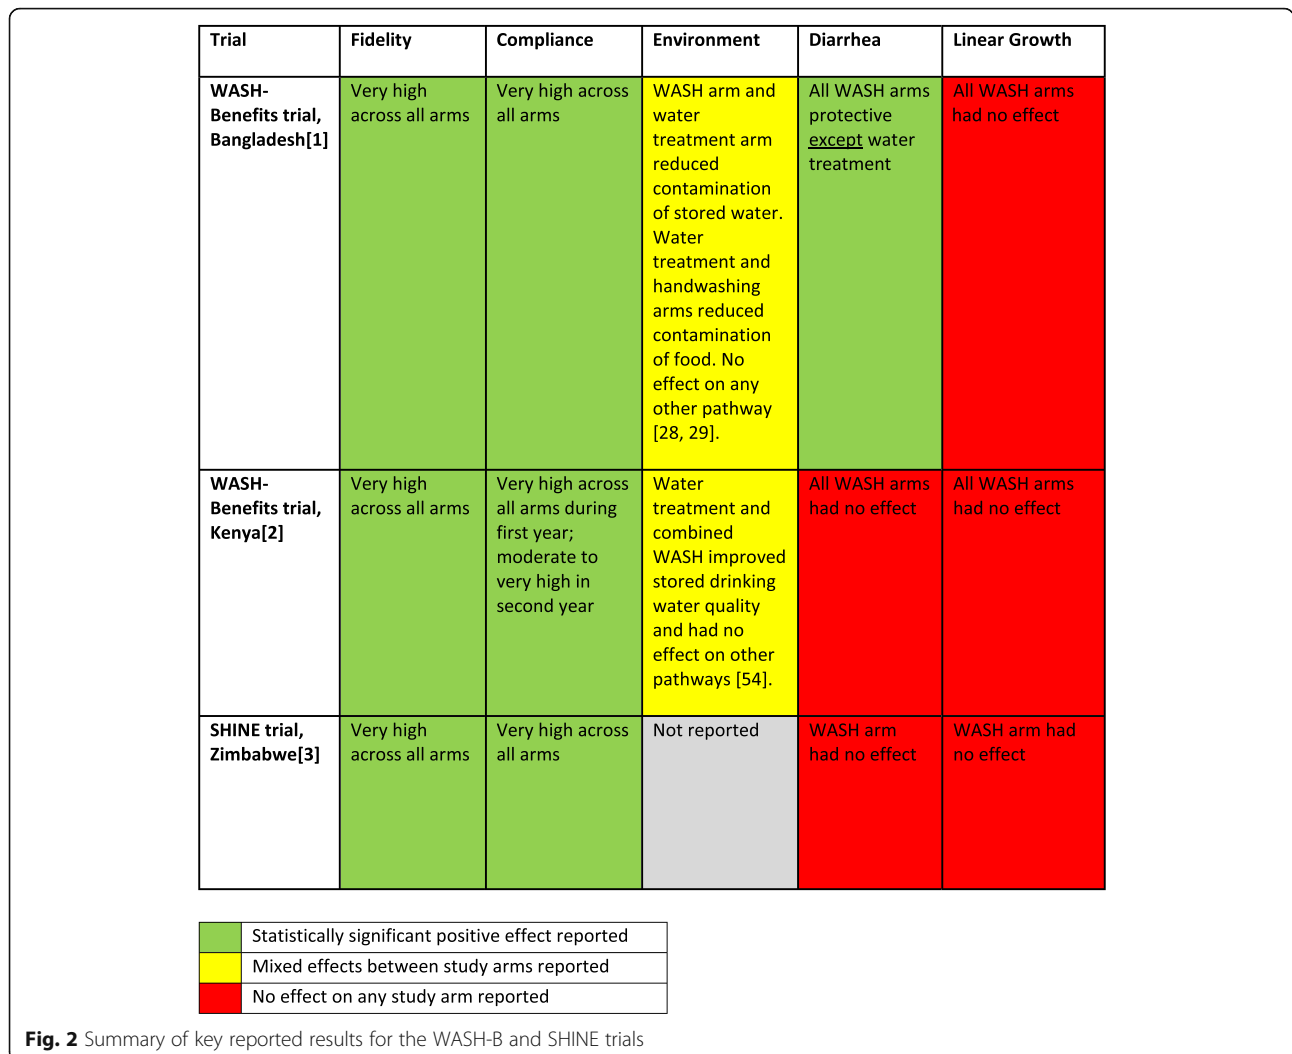 Trial Fidelity Compliance Environment Diarrhea Linear Growth
WASH-
Benefits trial,
Bangladesh[1]
Very high
across all arms
Very high across
all arms
WASH arm and
water
treatment arm
reduced
contamination
of stored water.
Water
treatment and
handwashing
arms reduced
contamination
of food. No
effect on any
other pathway
[28, 29].
All WASH arms
protective
except water
treatment
All WASH arms
had no effect
WASH-
Benefits trial,
Kenya[2]
Very high
across all arms
Very high across
all arms during
first year;
moderate to
very high in
second year
Water
treatment and
combined
WASH improved
stored drinking
water quality
and had no
effect on other
pathways [54].
All WASH arms
had no effect
All WASH arms
had no effect
SHINE trial,
Zimbabwe[3]
Very high
across all arms
Very high across
all arms
Not reported
WASH arm
had no effect
WASH arm had
no effect
Statistically significant positive effect reported
Mixed effects between study arms reported
No effect on any study arm reported
Fig. 2 Summary of key reported results for the WASH-B and SHINE trials